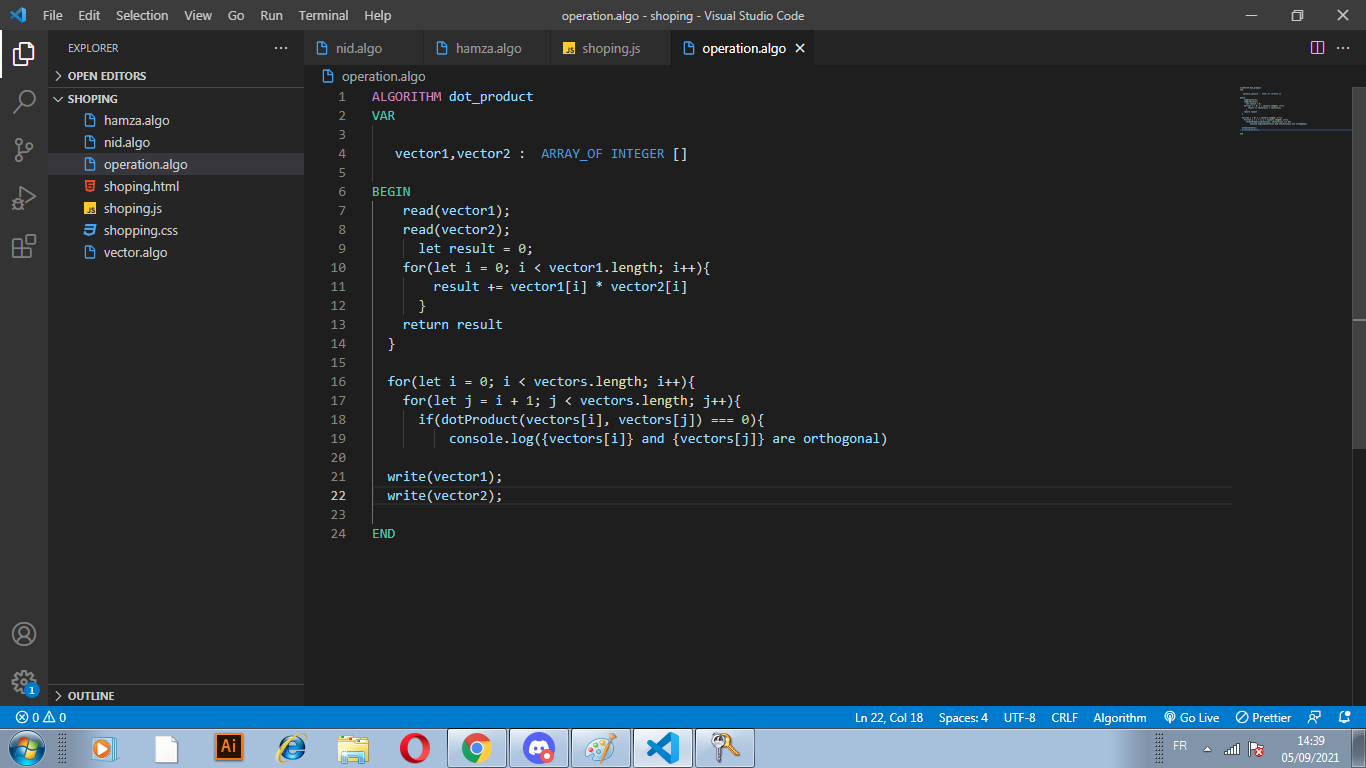 File Edit Selection View Go Run Terminal Help
operation.algo - shoping - Visual Studio Code
EXPLORER
OPEN EDITORS
SHOPING
hamza.algo
nid.algo
operation.algo
shoping.html
shoping.js
shopping.css
vector.algo
OUTLINE
nid.algo
hamza.algo
JS shoping.js
operation.algo
operation.algo
1 ALGORITHM dot_product
2 VAR
3
4 vector1,vector2 : ARRAY_OF INTEGER []
5
6 BEGIN
7 read(vector1);
8 read(vector2);
9 let result = 0;
10 for(let i = 0; i < vector1.length; i++){
11 result += vector1[i] * vector2[i]
12 }
13 return result
14 }
15
16 for(let i = 0; i < vectors.length; i++){
17 for(let j = i + 1; j < vectors.length; j++){
18 if(dotProduct(vectors[i], vectors[j]) === 0){
19 console.log({vectors[i]} and {vectors[j]} are orthogonal)
20
21 write(vector1);
22 write(vector2);
23
24 END
1
0 0
Ln 22, Col 18 Spaces: 4 UTF-8 CRLF Algorithm Go Live Prettier
Ai
FR
14:39
05/09/2021